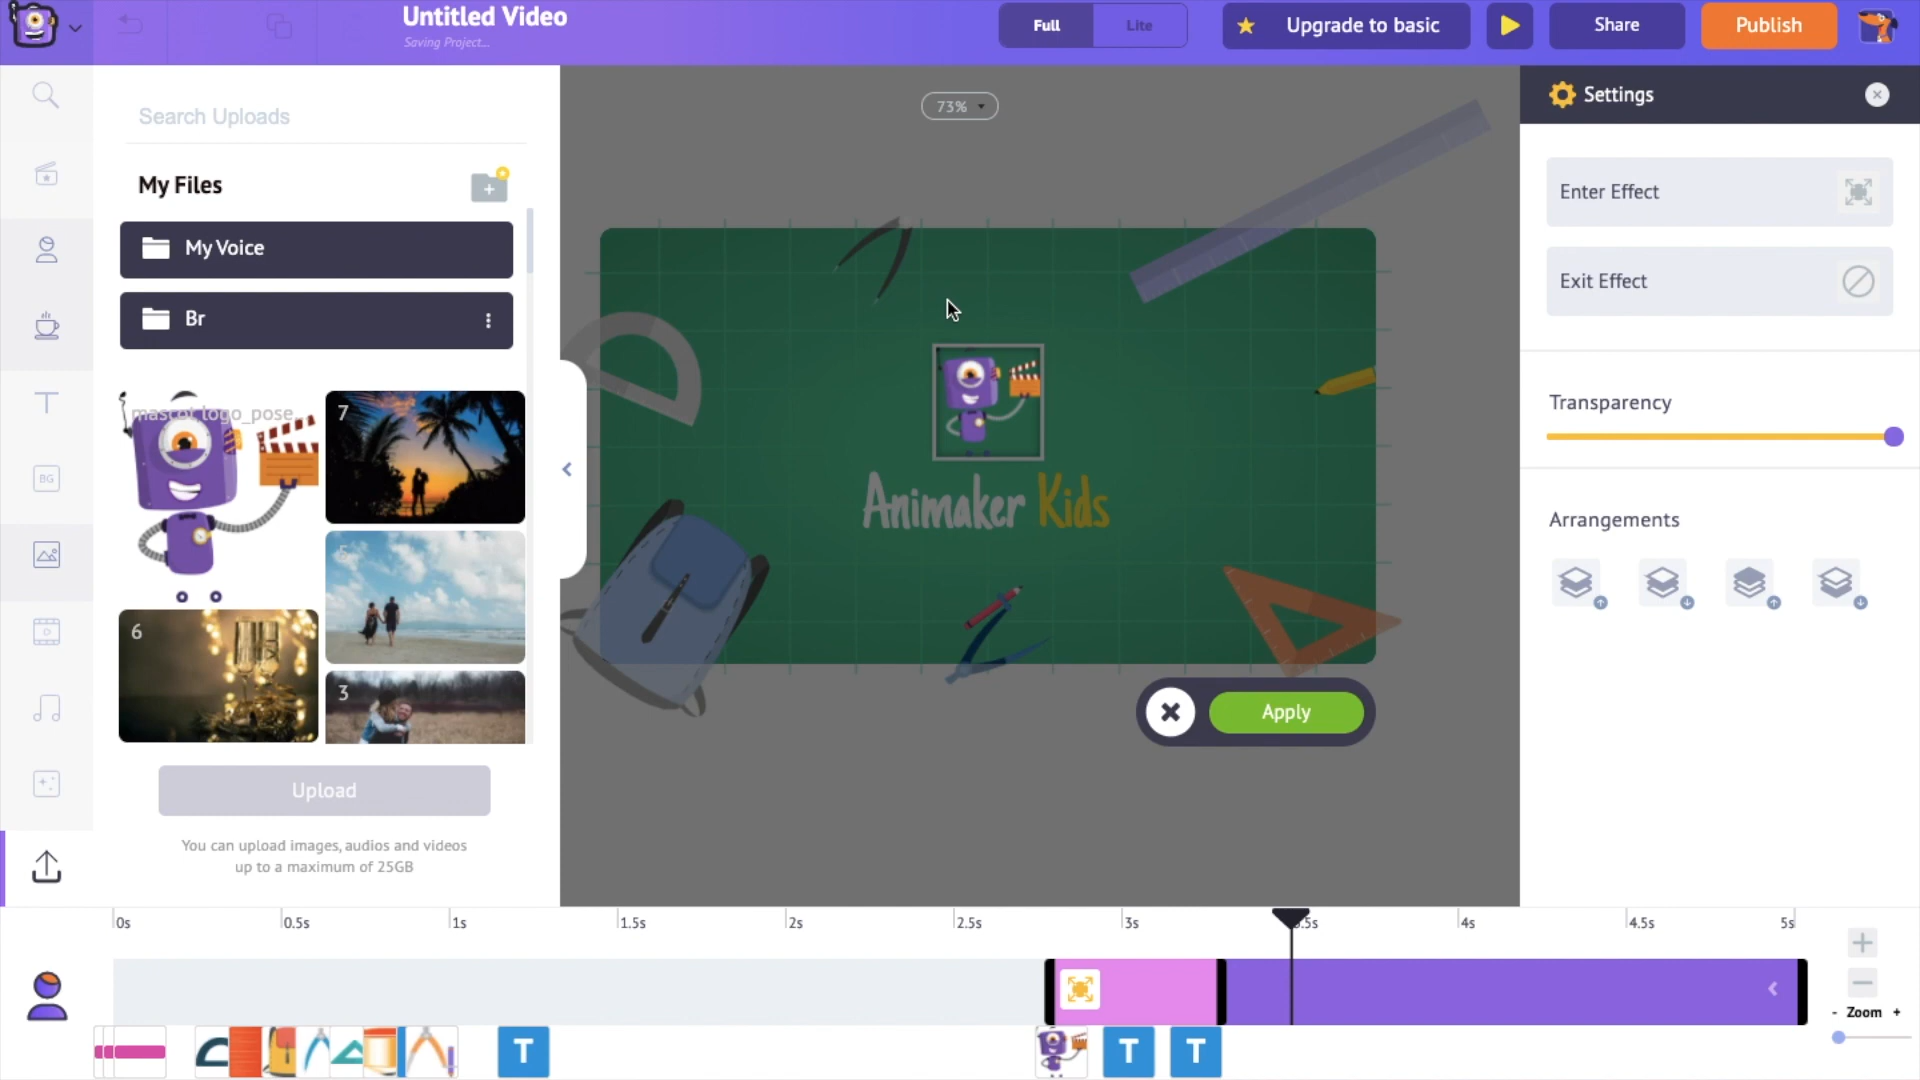 Untitled Video
Saving Project...
Full
Lite
Upgrade to basic
Share
Publish
Search Uploads
73%
Settings
My Files
Enter Effect
My Voice
Exit Effect
Br
Transparency
mascot_logo_pose...
7
Animaker Kids
Arrangements
BG
5
6
3
Apply
Upload
You can upload images, audios and videos
up to a maximum of 25GB
0s
0.5s
1s
1.5s
2s
2.5s
3s
4s
4.5s
5s
- Zoom +
T
T
T